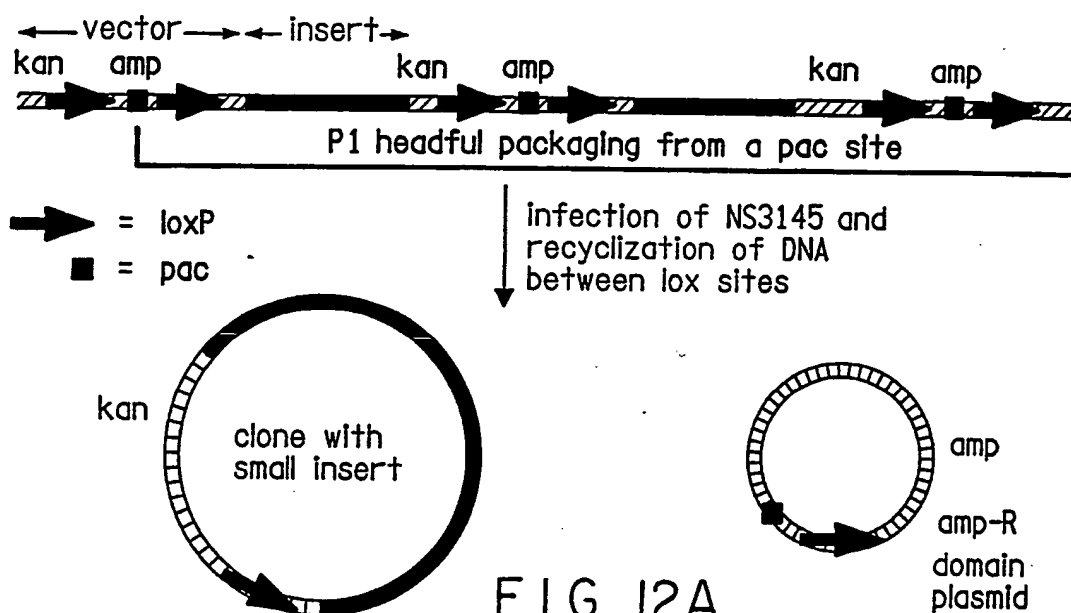 vector insert
kan amp kan amp kan amp
P1 headful packaging from a pac site
= loxP
= pac
infection of NS3145 and
recyclization of DNA
between lox sites
kan
clone with
small insert
amp
amp-R
domain
plasmid
FIG 12A